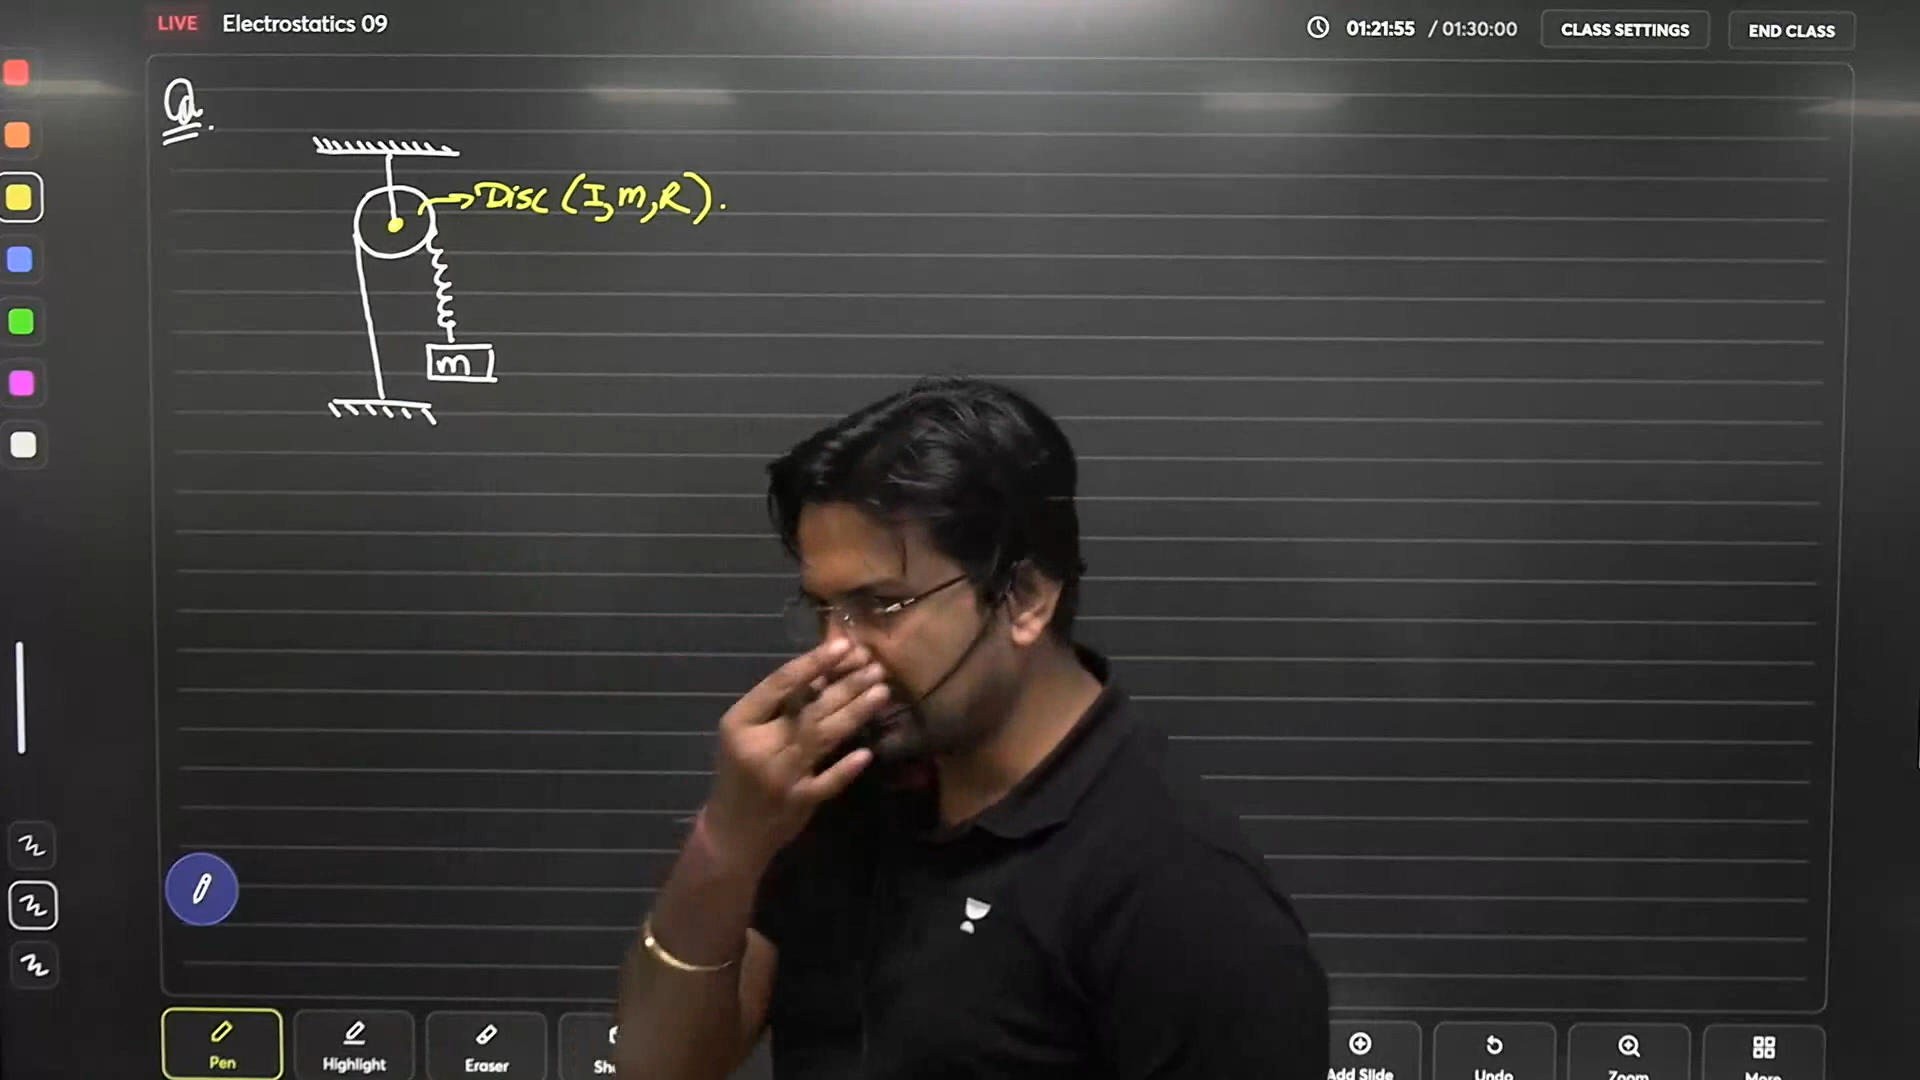 LIVE Electrostatics 09 01:21:55 / 01:30:00 CLASS SETTINGS END CLASS
Q.
Disc (I, m, R).
m
Pen Highlight Eraser Add Slide Undo Zoom More